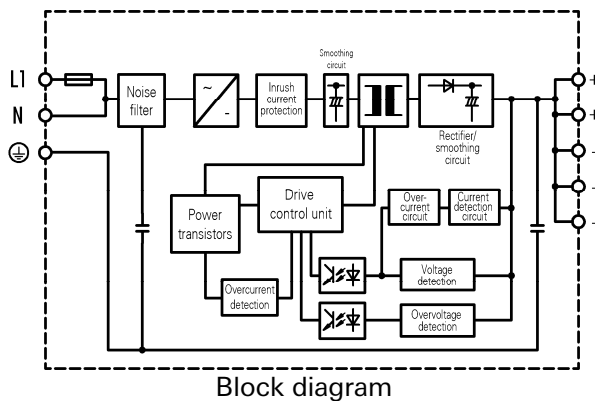 L1
N
Noise
filter
~
-
Inrush
current
protection
Smoothing
circuit
Rectifier/
smoothing
circuit
+
+
-
-
-
Power
transistors
Drive
control unit
Over-
current
circuit
Current
detection
circuit
Overcurrent
detection
Voltage
detection
Overvoltage
detection
Block diagram